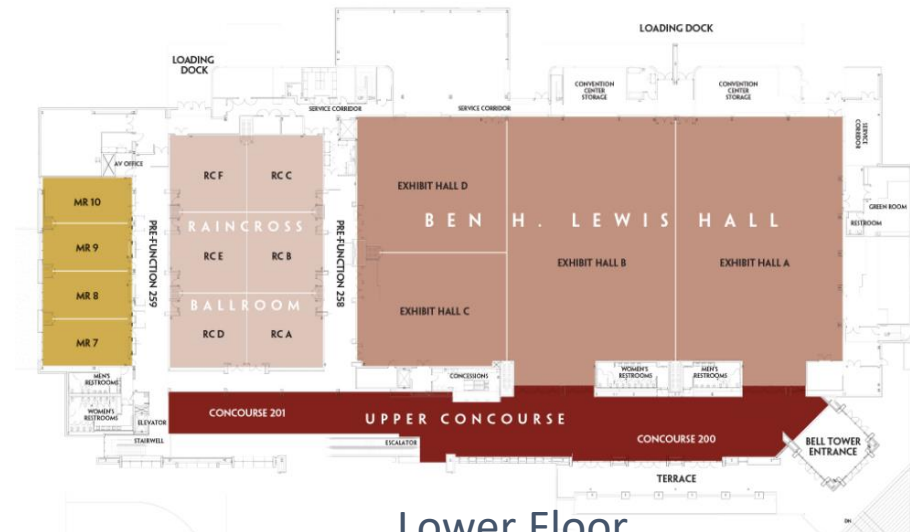 LOADING DOCK
LOADING
DOCK
CONVENTION
CENTER
STORAGE
CONVENTION
CENTER
STORAGE
SERVICE CORRIDOR
SERVICE CORRIDOR
SERVICE
CORRIDOR
AV OFFICE
RC F
RC C
EXHIBIT HALL D
MR 10
GREEN ROOM
RESTROOM
PRE-FUNCTION 259
RAINCROSS
PRE-FUNCTION 258
BEN H. LEWIS HALL
MR 9
RC E
RC B
EXHIBIT HALL B
EXHIBIT HALL A
MR 8
BALLROOM
EXHIBIT HALL C
RC D
RC A
MR 7
MEN'S
RESTROOMS
CONCESSIONS
WOMEN'S
RESTROOMS
MEN'S
RESTROOMS
WOMEN'S
RESTROOMS
ELEVATOR
CONCOURSE 201
UPPER CONCOURSE
STAIRWELL
ESCALATOR
CONCOURSE 200
BELL TOWER
ENTRANCE
TERRACE
Lower Floor
DN